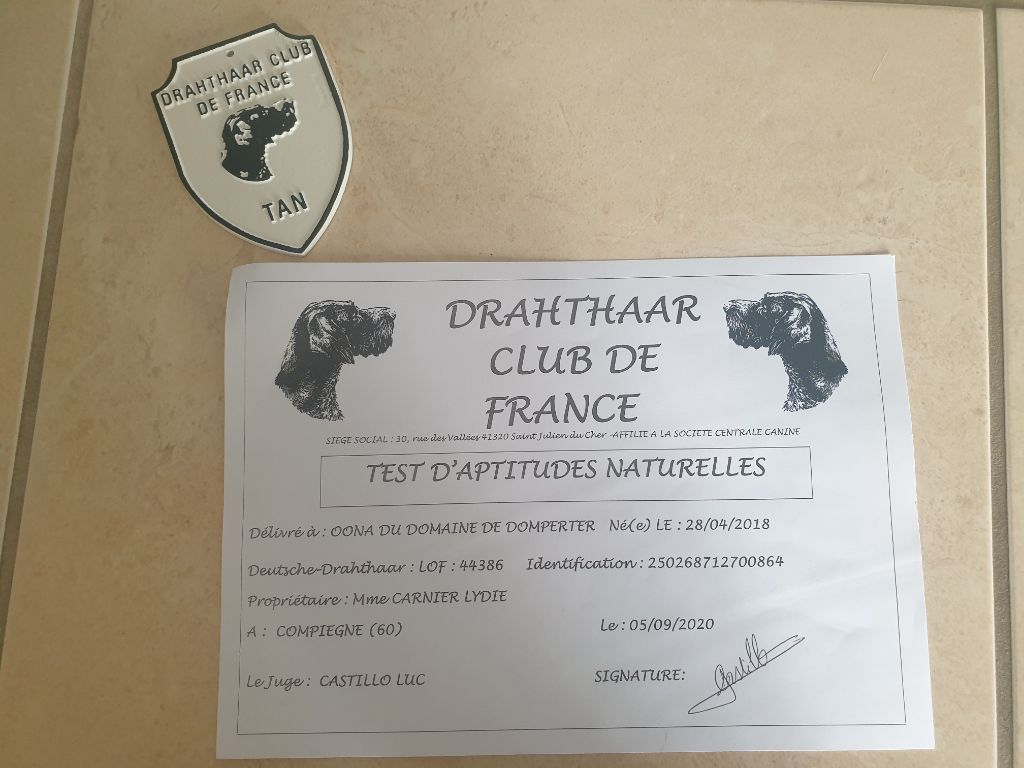 DRAHTHAAR CLUB
DE FRANCE
TAN
DRAHTHAAR
CLUB DE
FRANCE
SIEGE SOCIAL : 30, rue des Vallées 41320 Saint Julien du Cher -AFFILIE A LA SOCIETE CENTRALE CANINE
TEST D'APTITUDES NATURELLES
Délivré à : OONA DU DOMAINE DE DOMPERTER Né(e) LE : 28/04/2018
Deutsche-Drahthaar : LOF : 44386 Identification : 250268712700864
Propriétaire : Mme CARNIER LYDIE
A : COMPIEGNE (60) Le : 05/09/2020
Le Juge : CASTILLO LUC SIGNATURE: Castillo